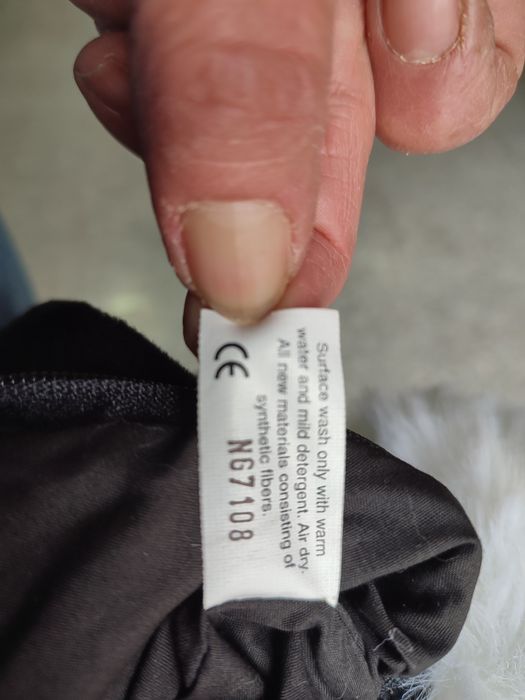 Surface wash only with warm
water and mild detergent. Air dry.
All new materials consisting of
synthetic fibers.
CE NG7108